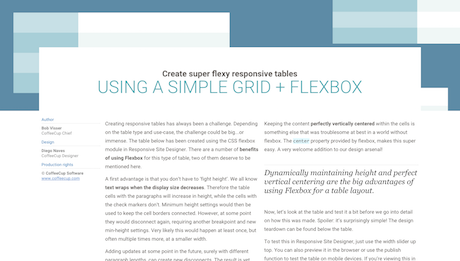 Create super flexy responsive tables
USING A SIMPLE GRID + FLEXBOX
Author
Bob Visser
CoffeeCup Chief
Design
Diego Naves
CoffeeCup Designer
Production rights
© CoffeeCup Software
www.coffeecup.com
Creating responsive tables has always been a challenge. Depending on
the table type and use-case, the challenge could be big...or
immense. The table below has been created using the CSS flexbox
module in Responsive Site Designer. There are a number of benefits
of using Flexbox for this type of table, two of them deserve to be
mentioned here.
A first advantage is that you don't have to 'fight height'. We all know
text wraps when the display size decreases. Therefore the table
cells with the paragraphs will increase in height, while the cells with
the check markers don't. Minimum height settings would then be
used to keep the cell borders connected. However, at some point
they would disconnect again, requiring another breakpoint and new
min-height settings. Very likely this would happen at least once, but
often multiple times more, at a smaller width.
Adding updates at some point in the future, surely with different
paragraph lengths, can create new disconnects. The result is yet
Keeping the content perfectly vertically centered within the cells is
something else that was troublesome at best in a world without
flexbox. The center property provided by flexbox, makes this super
easy. A very welcome addition to our design arsenal!
Dynamically maintaining height and perfect
vertical centering are the big advantages of
using Flexbox for a table layout.
Now, let's look at the table and test it a bit before we go into detail
on how this was made. Spoiler: it's surprisingly simple! The design
teardown can be found below the table.
To test this in Responsive Site Designer, just use the width slider up
top. You can also preview it in the browser or use the publish
function to test the table on mobile devices. If you're viewing this in